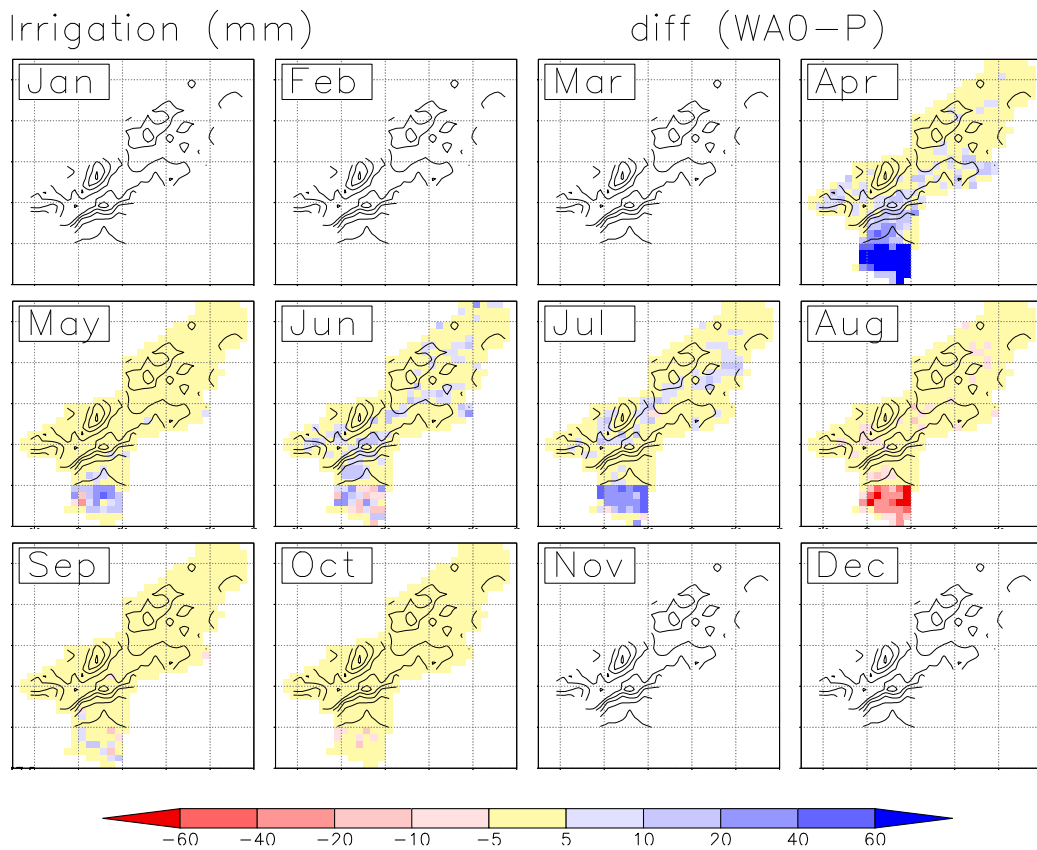 Irrigation (mm) diff (WA0-P)
Jan Feb Mar Apr
May Jun Jul Aug
Sep Oct Nov Dec
-60 -40 -20 -10 -5 5 10 20 40 60